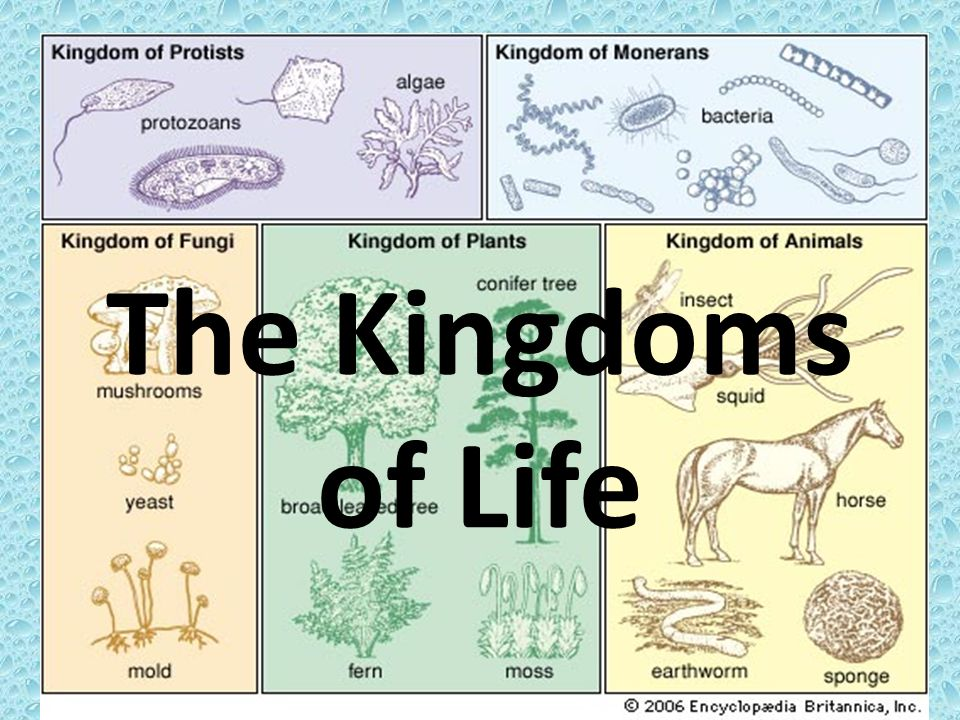 Kingdom of Protists
algae
protozoans
Kingdom of Monerans
bacteria
Kingdom of Fungi
mushrooms
yeast
mold
Kingdom of Plants
conifer tree
fern
moss
Kingdom of Animals
insect
squid
horse
earthworm
sponge
The Kingdoms
of Life
© 2006 Encyclopædia Britannica, Inc.